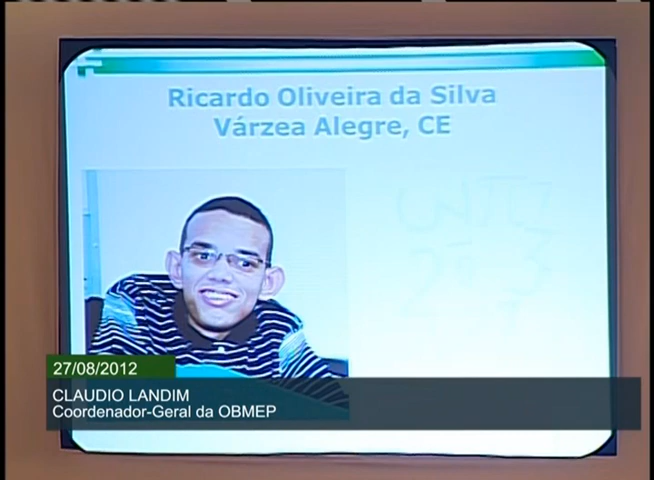 Ricardo Oliveira da Silva
Várzea Alegre, CE
27/08/2012
CLAUDIO LANDIM
Coordenador-Geral da OBMEP